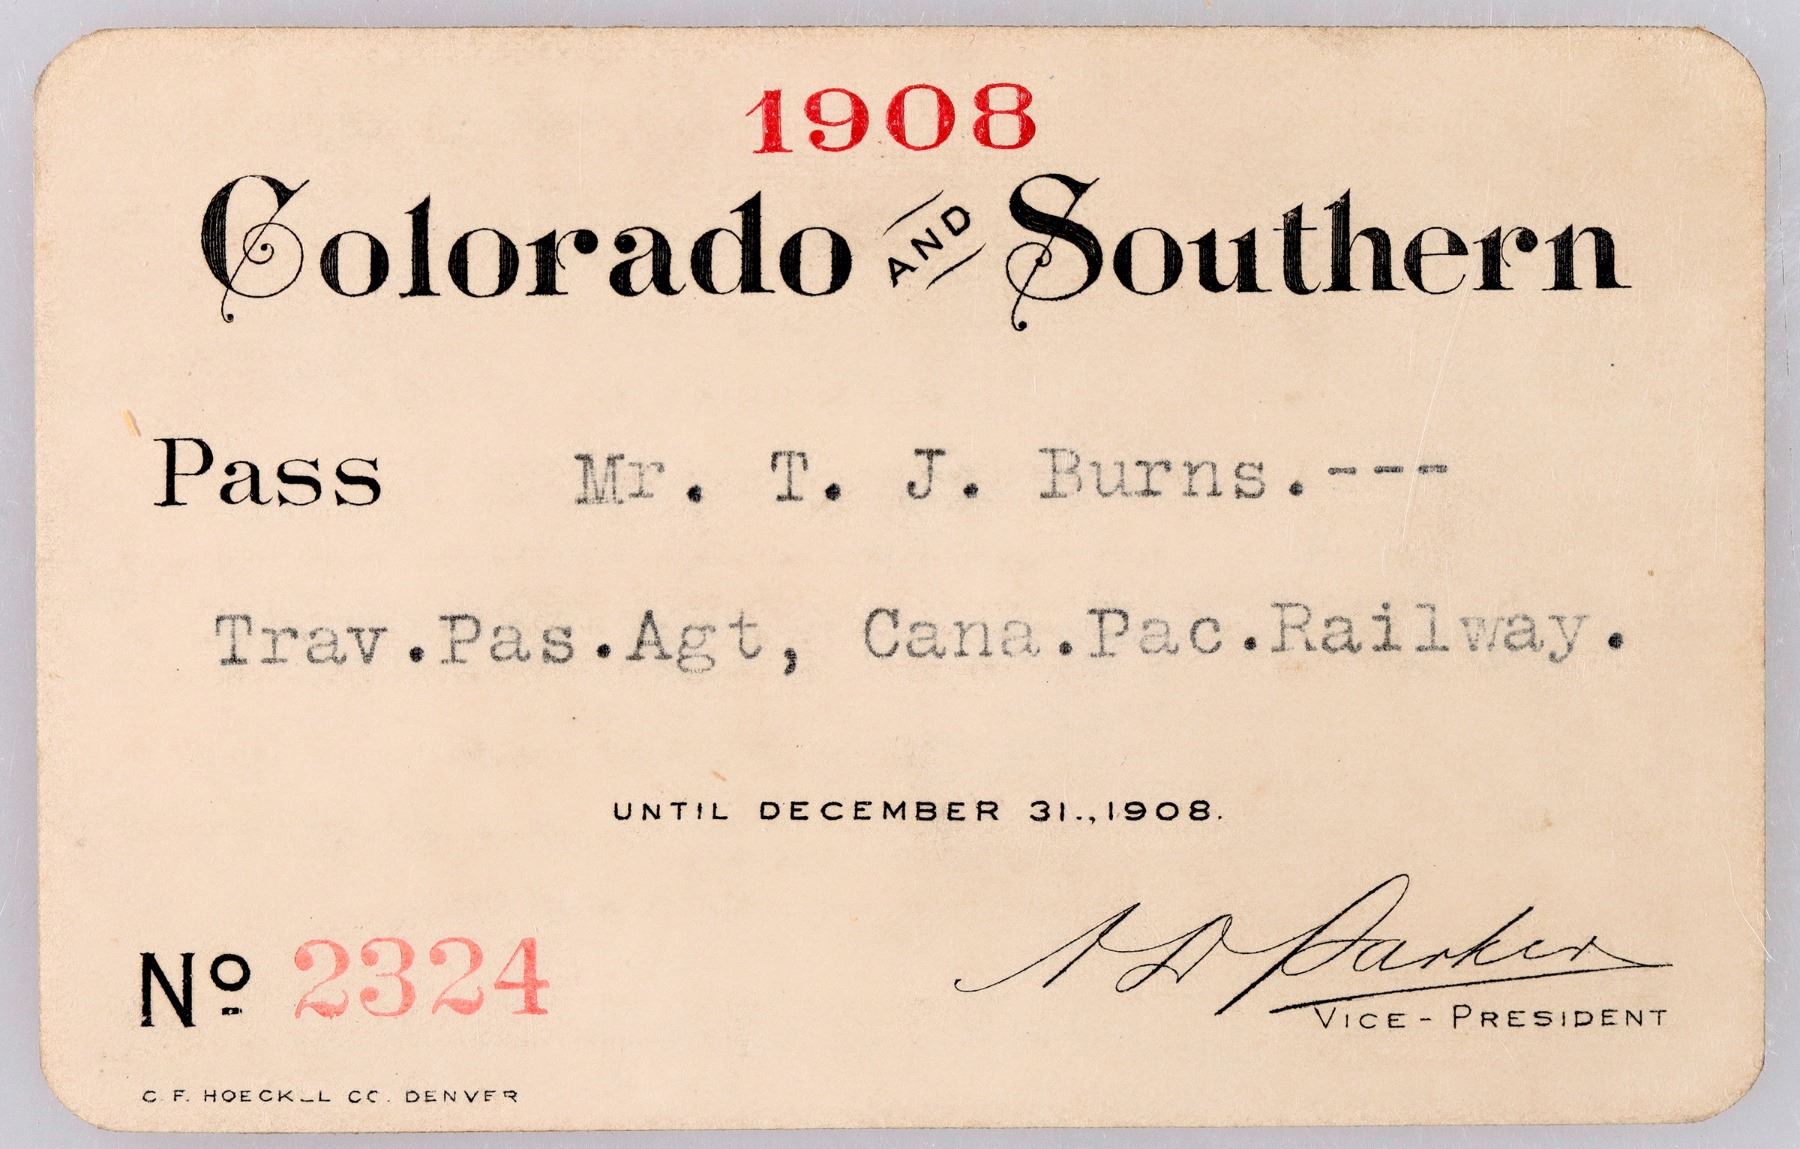 1908
Colorado AND Southern
Pass Mr. T. J. Burns.---
Trav.Pas.Agt, Cana.Pac.Railway.
UNTIL DECEMBER 31.,1908.
A D Parker
VICE-PRESIDENT
No 2324
C. F. HOECKEL CO. DENVER